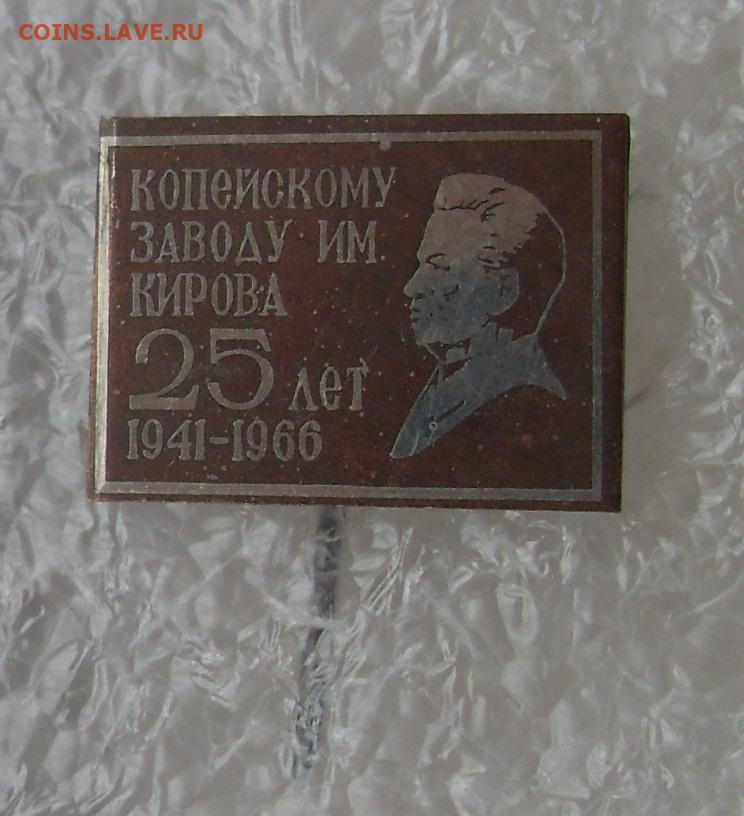 COINS.LAVE.RU
КОПЕЙСКОМУ
ЗАВОДУ ИМ.
КИРОВА
25 ЛЕТ
1941-1966